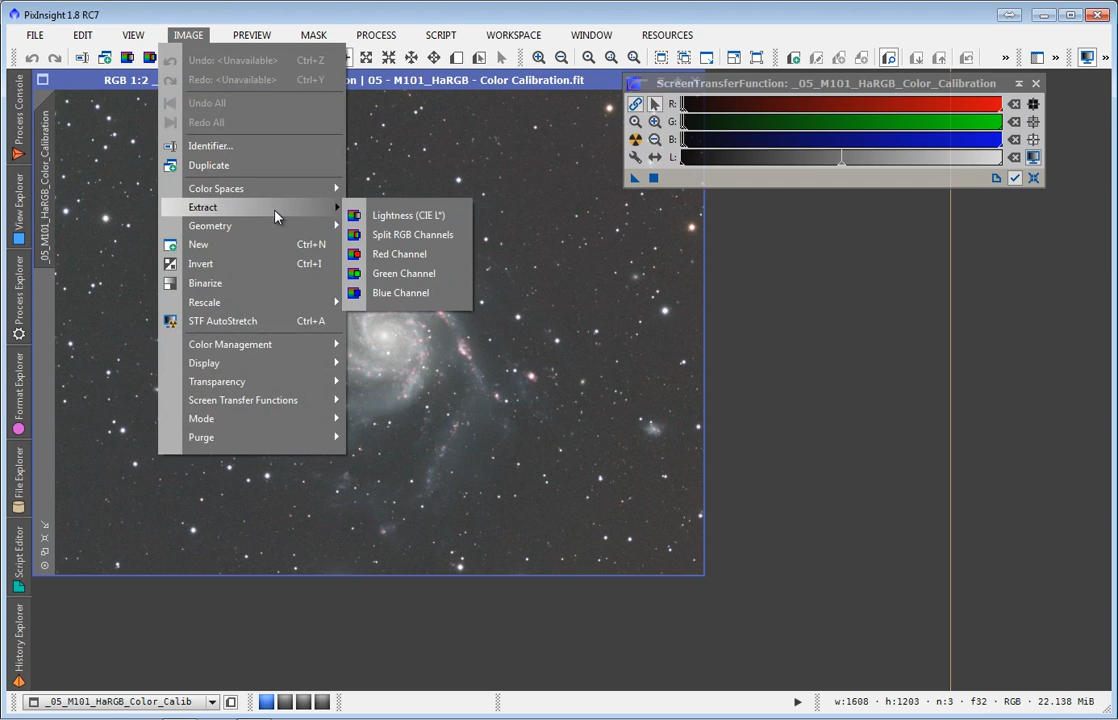 PixInsight 1.8 RC7
FILE EDIT VIEW IMAGE PREVIEW MASK PROCESS SCRIPT WORKSPACE WINDOW RESOURCES
RGB 1:2 _
on | 05 - M101_HaRGB - Color Calibration.fit
_05_M101_HaRGB_Color_Calibration
Process Console
View Explorer
Process Explorer
Format Explorer
File Explorer
Script Editor
History Explorer
Undo: <Unavailable> Ctrl+Z
Redo: <Unavailable> Ctrl+Y
Undo All
Redo All
Identifier...
Duplicate
Color Spaces
Extract
Geometry
New Ctrl+N
Invert Ctrl+I
Binarize
Rescale
STF AutoStretch Ctrl+A
Color Management
Display
Transparency
Screen Transfer Functions
Mode
Purge
Lightness (CIE L*)
Split RGB Channels
Red Channel
Green Channel
Blue Channel
ScreenTransferFunction: _05_M101_HaRGB_Color_Calibration
R:
G:
B:
L:
_05_M101_HaRGB_Color_Calib
w:1608 · h:1203 · n:3 · f32 · RGB · 22.138 MiB